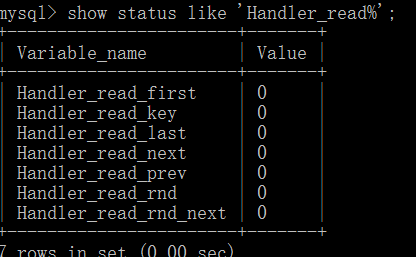 mysql> show status like 'Handler_read%';
+-----------------------+-------+
| Variable_name         | Value |
+-----------------------+-------+
| Handler_read_first    | 0     |
| Handler_read_key      | 0     |
| Handler_read_last     | 0     |
| Handler_read_next     | 0     |
| Handler_read_prev     | 0     |
| Handler_read_rnd      | 0     |
| Handler_read_rnd_next | 0     |
+-----------------------+-------+
7 rows in set (0.00 sec)